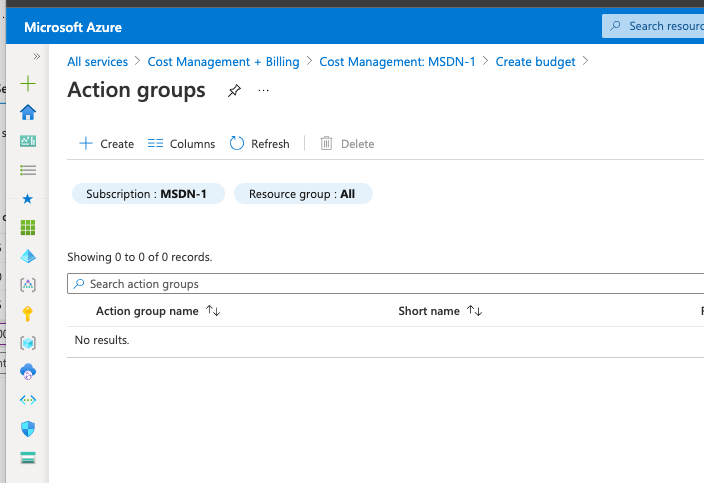 Microsoft Azure
Search resourc
All services > Cost Management + Billing > Cost Management: MSDN-1 > Create budget >
Action groups
Create Columns Refresh Delete
Subscription : MSDN-1 Resource group : All
Showing 0 to 0 of 0 records.
Search action groups
Action group name Short name
No results.